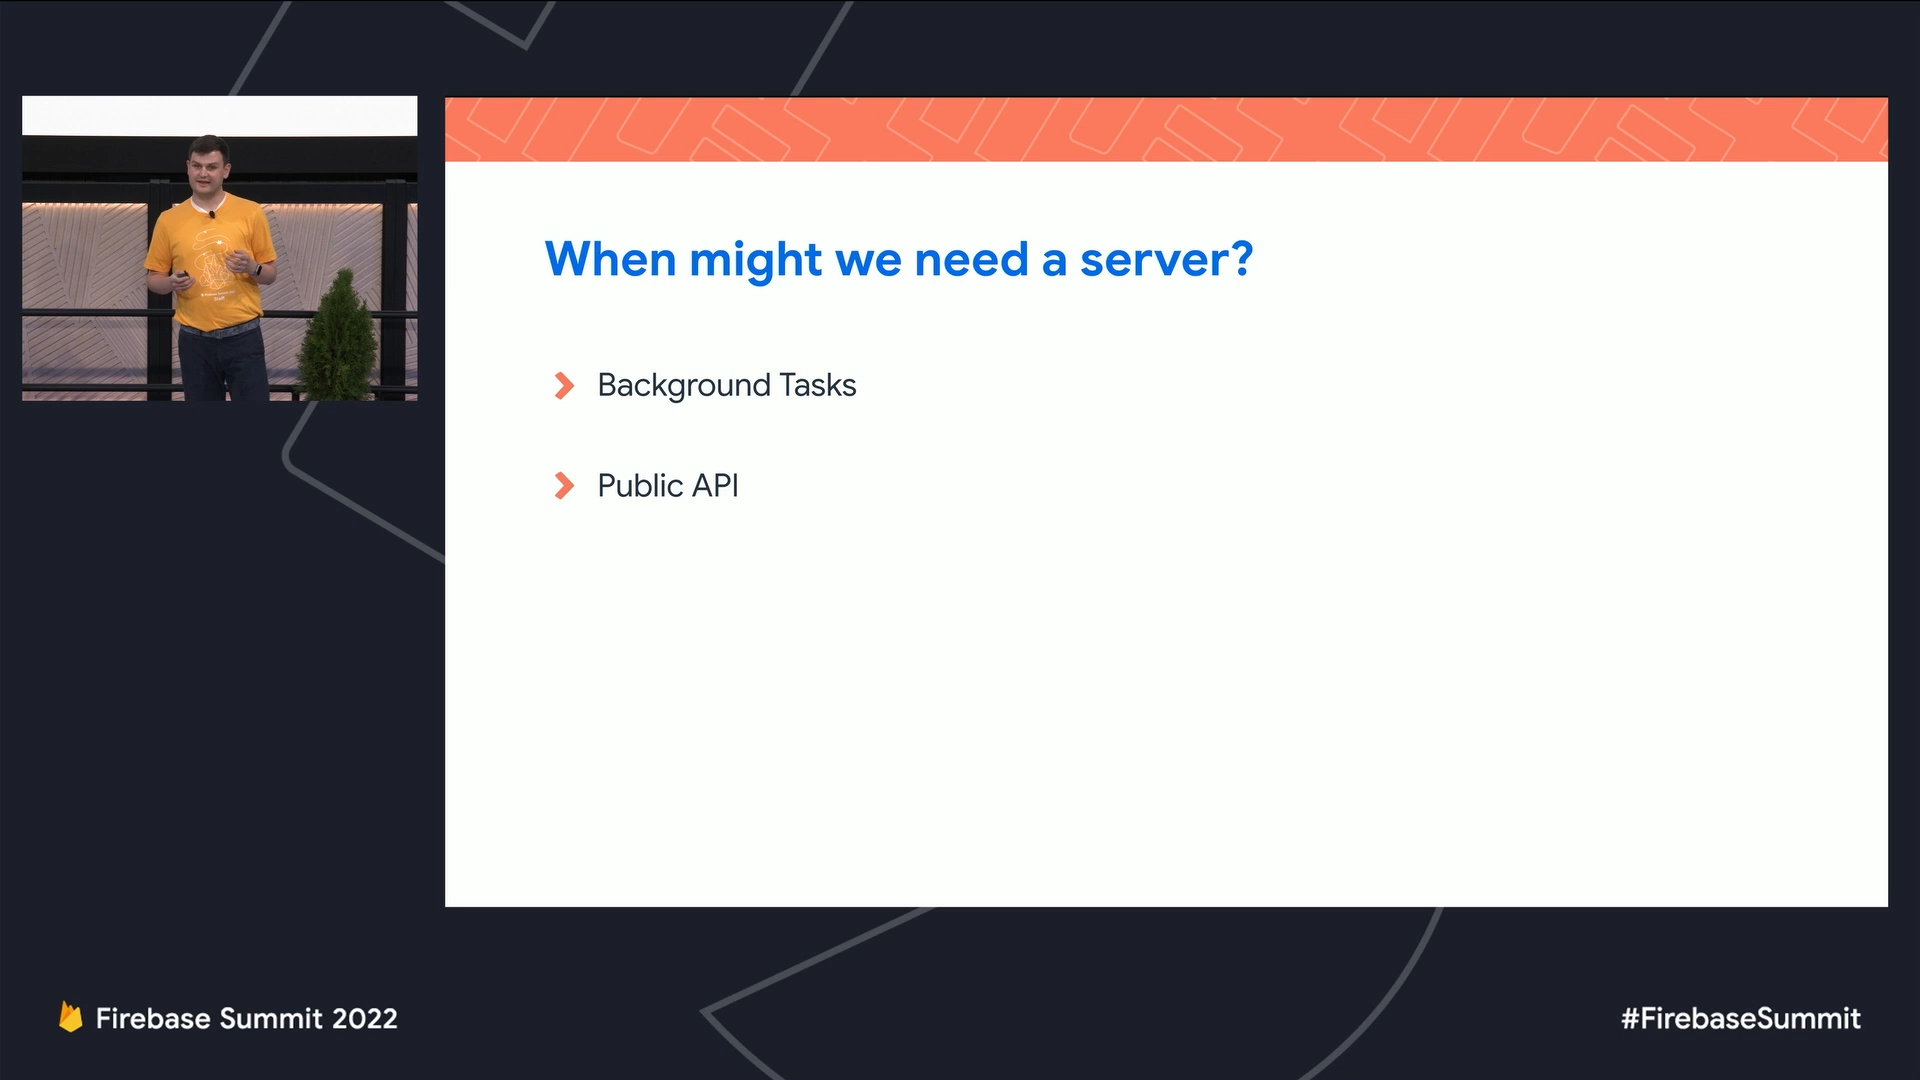 When might we need a server?
Background Tasks
Public API
Firebase Summit 2022
#FirebaseSummit